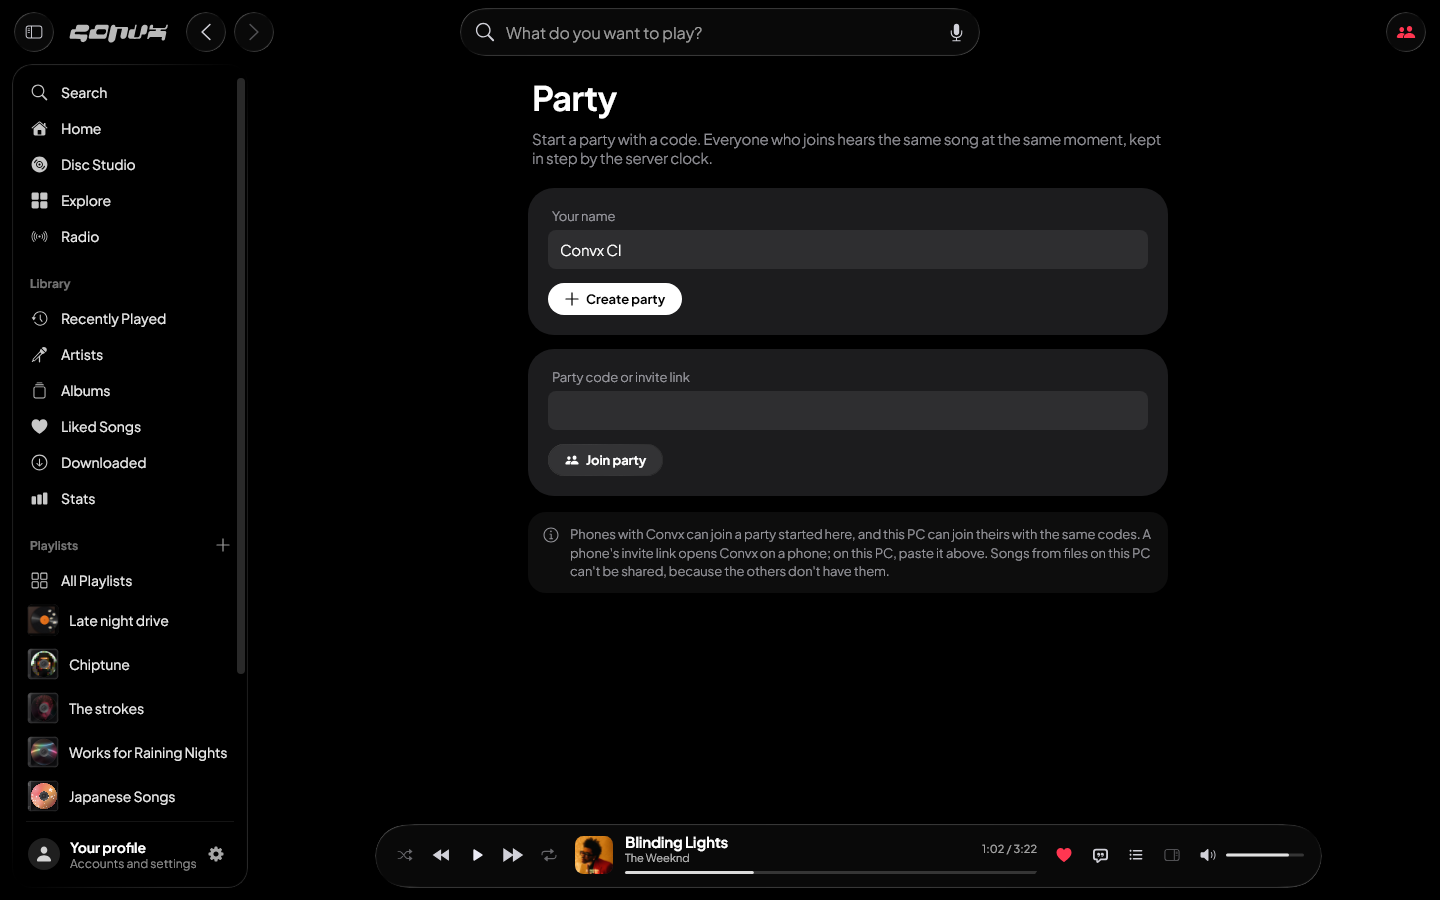 convx
What do you want to play?
Search
Home
Disc Studio
Explore
Radio
Library
Recently Played
Artists
Albums
Liked Songs
Downloaded
Stats
Playlists
All Playlists
Late night drive
Chiptune
The strokes
Works for Raining Nights
Japanese Songs
Your profile
Accounts and settings
Party
Start a party with a code. Everyone who joins hears the same song at the same moment, kept
in step by the server clock.
Your name
Convx CI
Create party
Party code or invite link
Join party
Phones with Convx can join a party started here, and this PC can join theirs with the same codes. A
phone's invite link opens Convx on a phone; on this PC, paste it above. Songs from files on this PC
can't be shared, because the others don't have them.
Blinding Lights
The Weeknd
1:02 / 3:22